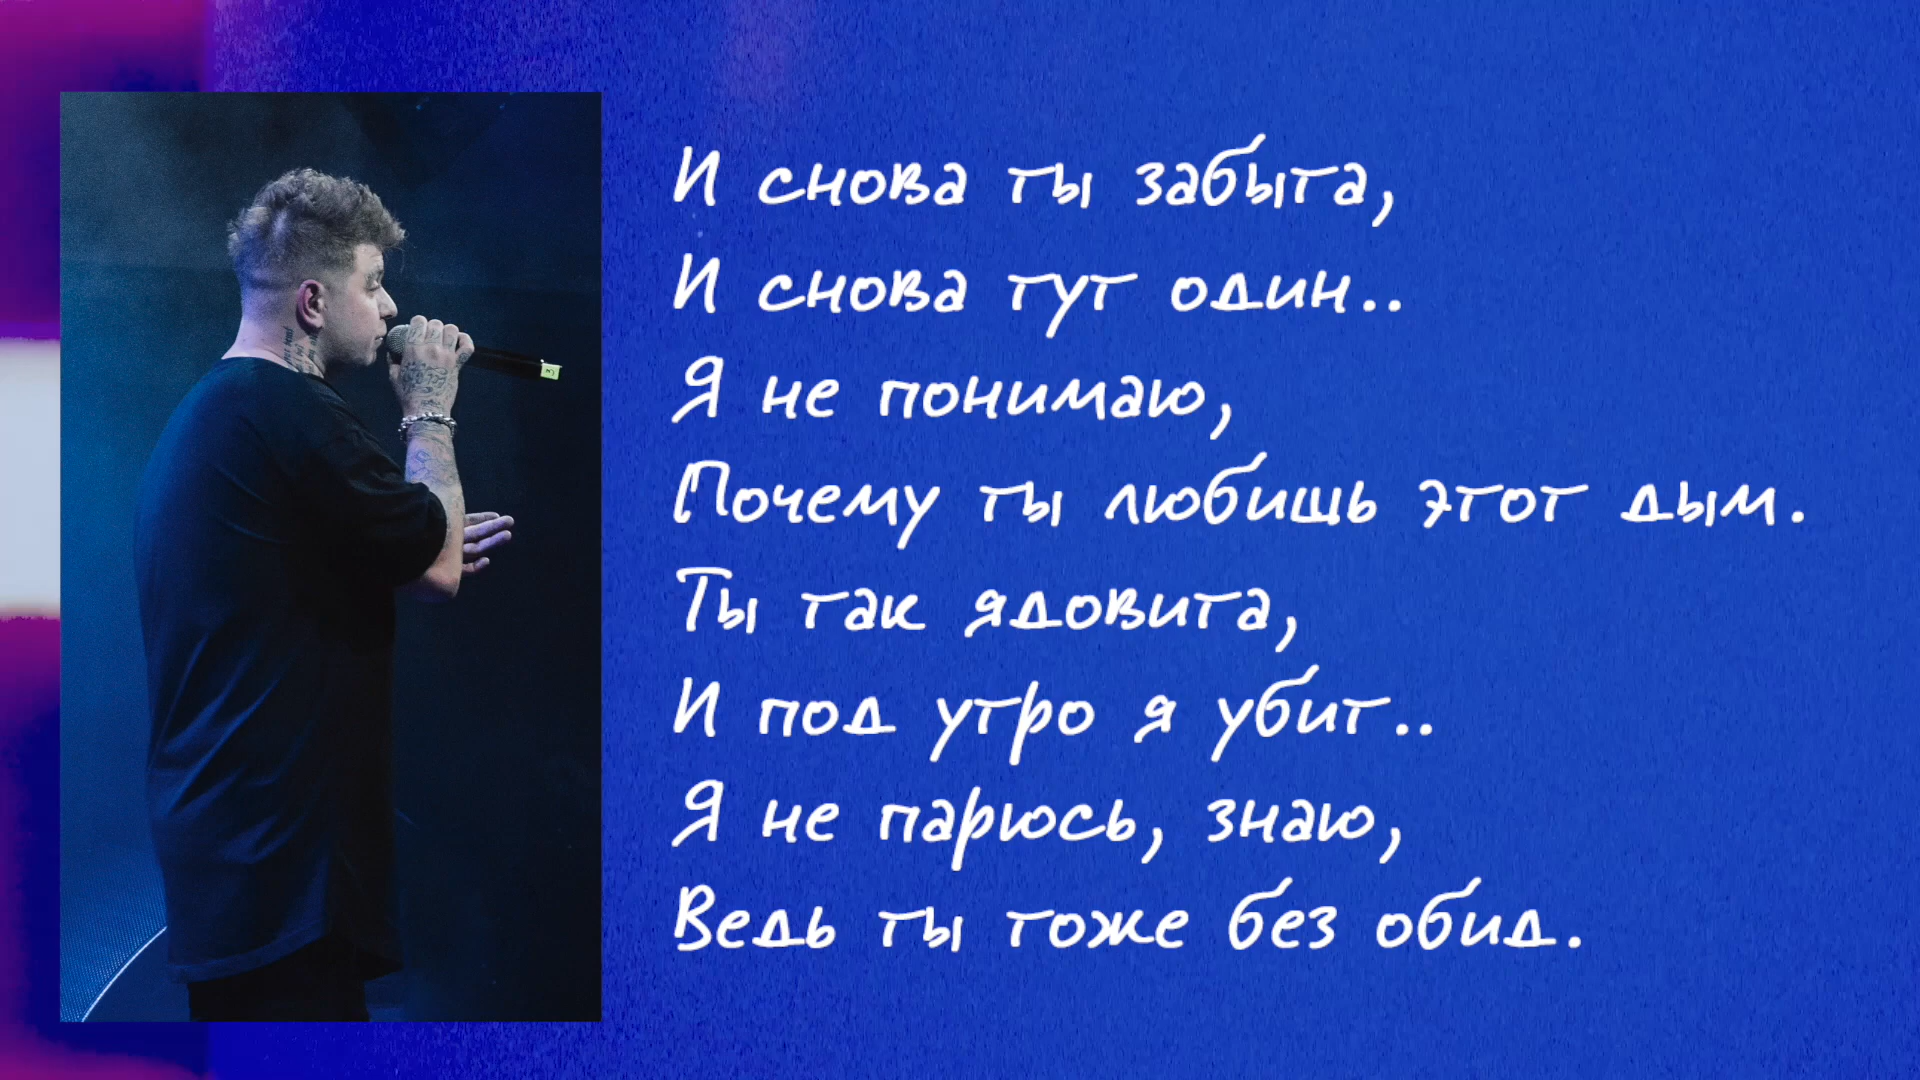 И снова ты забыта,
И снова тут один..
Я не понимаю,
Почему ты любишь этот дым.
Ты так ядовита,
И под утро я убит..
Я не парюсь, знаю,
Ведь ты тоже без обид.